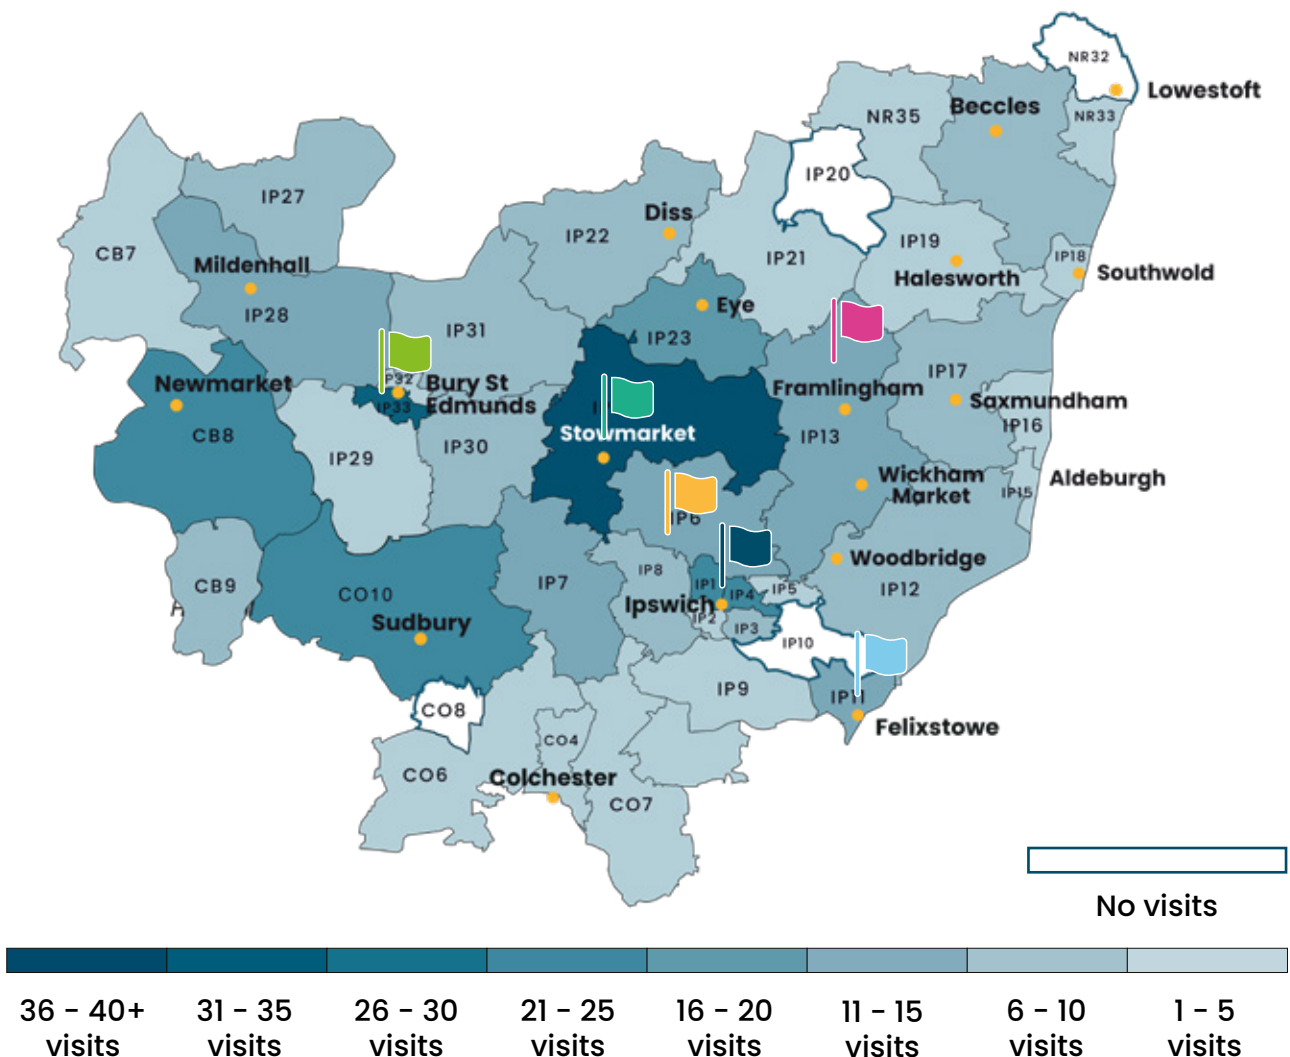 NR32
Lowestoft
Beccles
NR35
NR33
IP20
IP27
Diss
IP22
CB7
IP19
IP18
Southwold
Halesworth
IP21
Mildenhall
IP28
Eye
IP31
IP23
IP17
Newmarket
Bury St
Edmunds
IP33
Framlingham
Saxmundham
CB8
Stowmarket
IP13
IP16
IP29
IP30
Wickham
Market
Aldeburgh
IP15
IP6
Woodbridge
IP8
IP7
CB9
IP1
IP4
IP5
IP12
CO10
Ipswich
IP2
IP3
Sudbury
IP10
IP9
IP11
CO8
Felixstowe
CO4
CO6
Colchester
CO7
No visits
36 - 40+
visits
31 - 35
visits
26 - 30
visits
21 - 25
visits
16 - 20
visits
11 - 15
visits
6 - 10
visits
1 - 5
visits